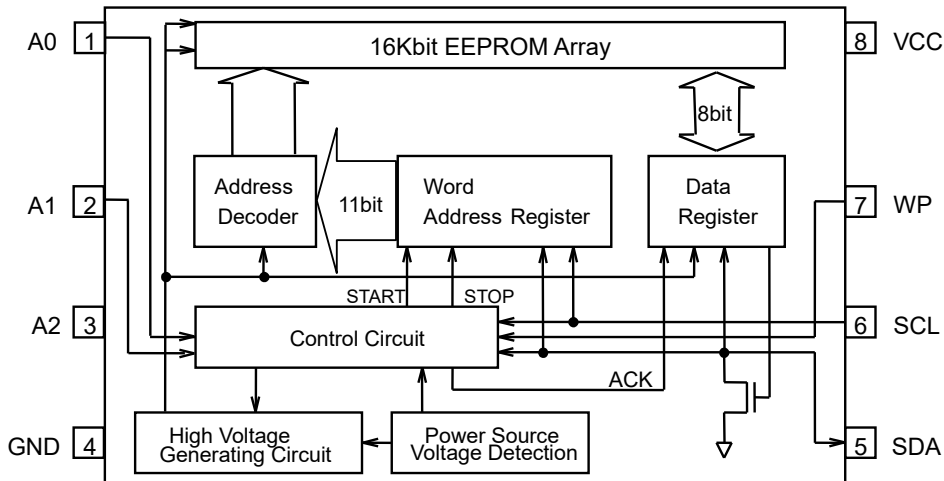 A0 1
16Kbit EEPROM Array
8 VCC
8bit
A1 2
Address
Decoder
11bit
Word
Address Register
Data
Register
7 WP
START
STOP
A2 3
Control Circuit
6 SCL
ACK
GND 4
High Voltage
Generating Circuit
Power Source
Voltage Detection
5 SDA